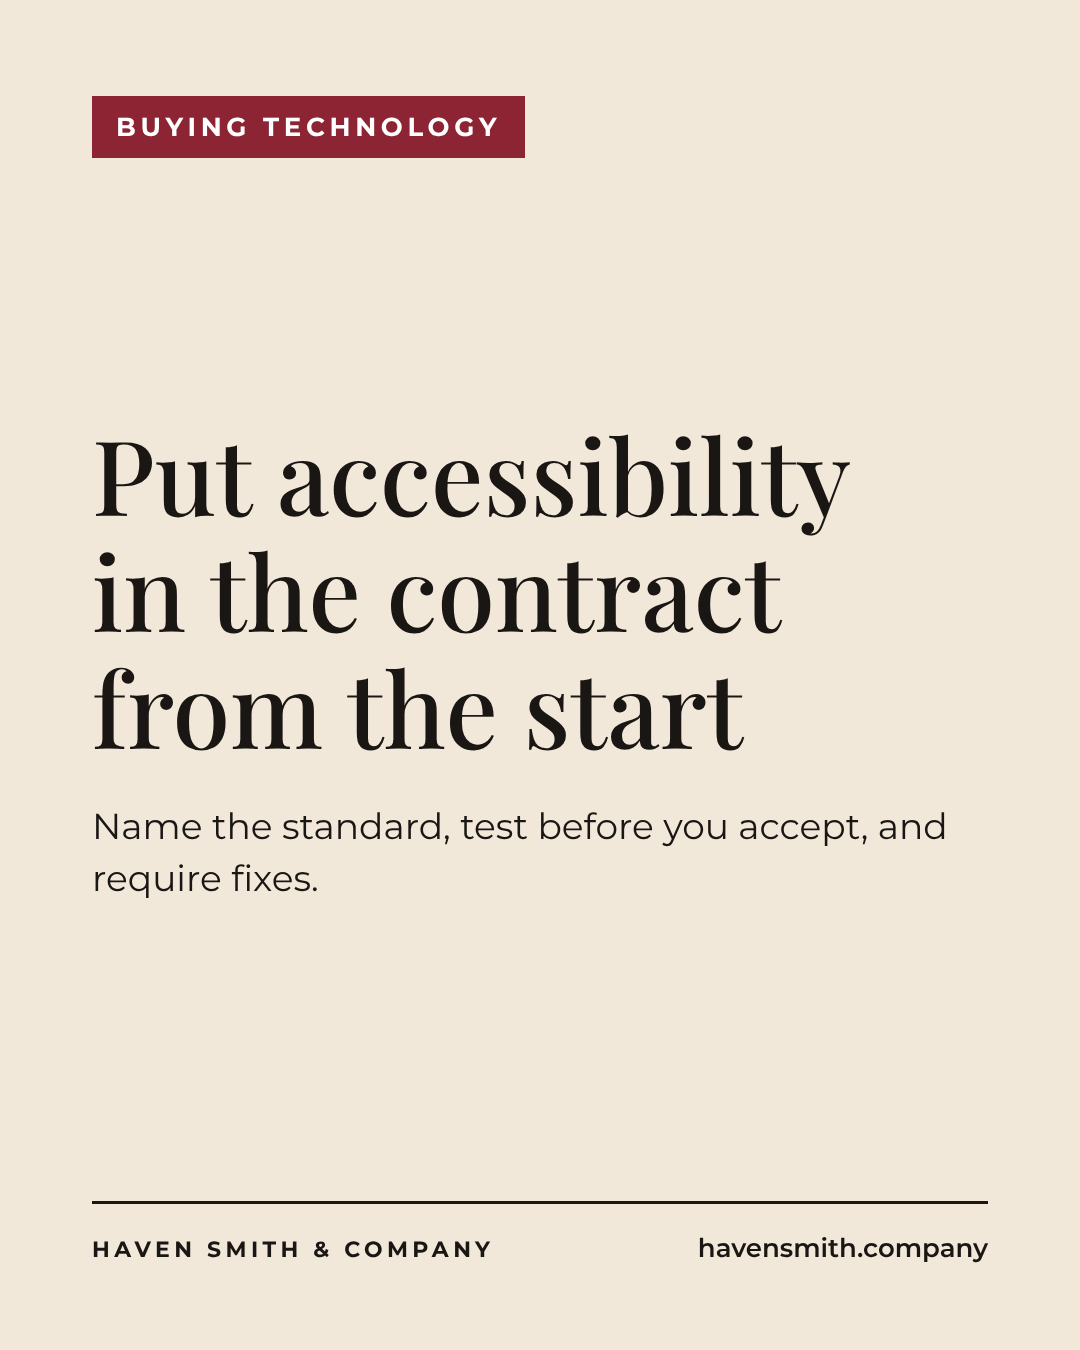 BUYING TECHNOLOGY
Put accessibility
in the contract
from the start
Name the standard, test before you accept, and
require fixes.
HAVEN SMITH & COMPANY
havensmith.company